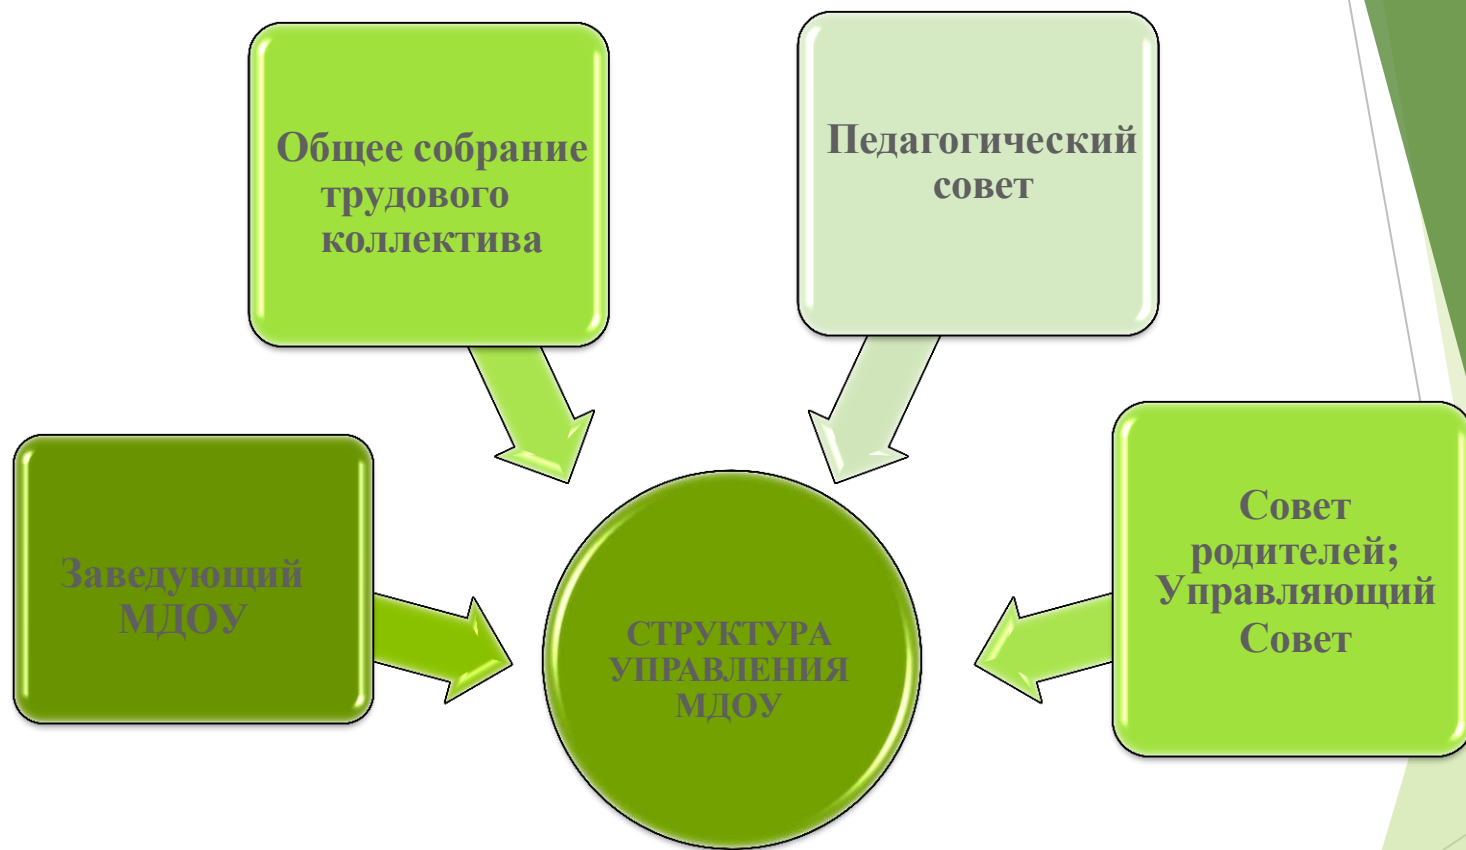 Общее собрание
трудового
коллектива
Педагогический
совет
Заведующий
МДОУ
СТРУКТУРА
УПРАВЛЕНИЯ
МДОУ
Совет
родителей;
Управляющий
Совет